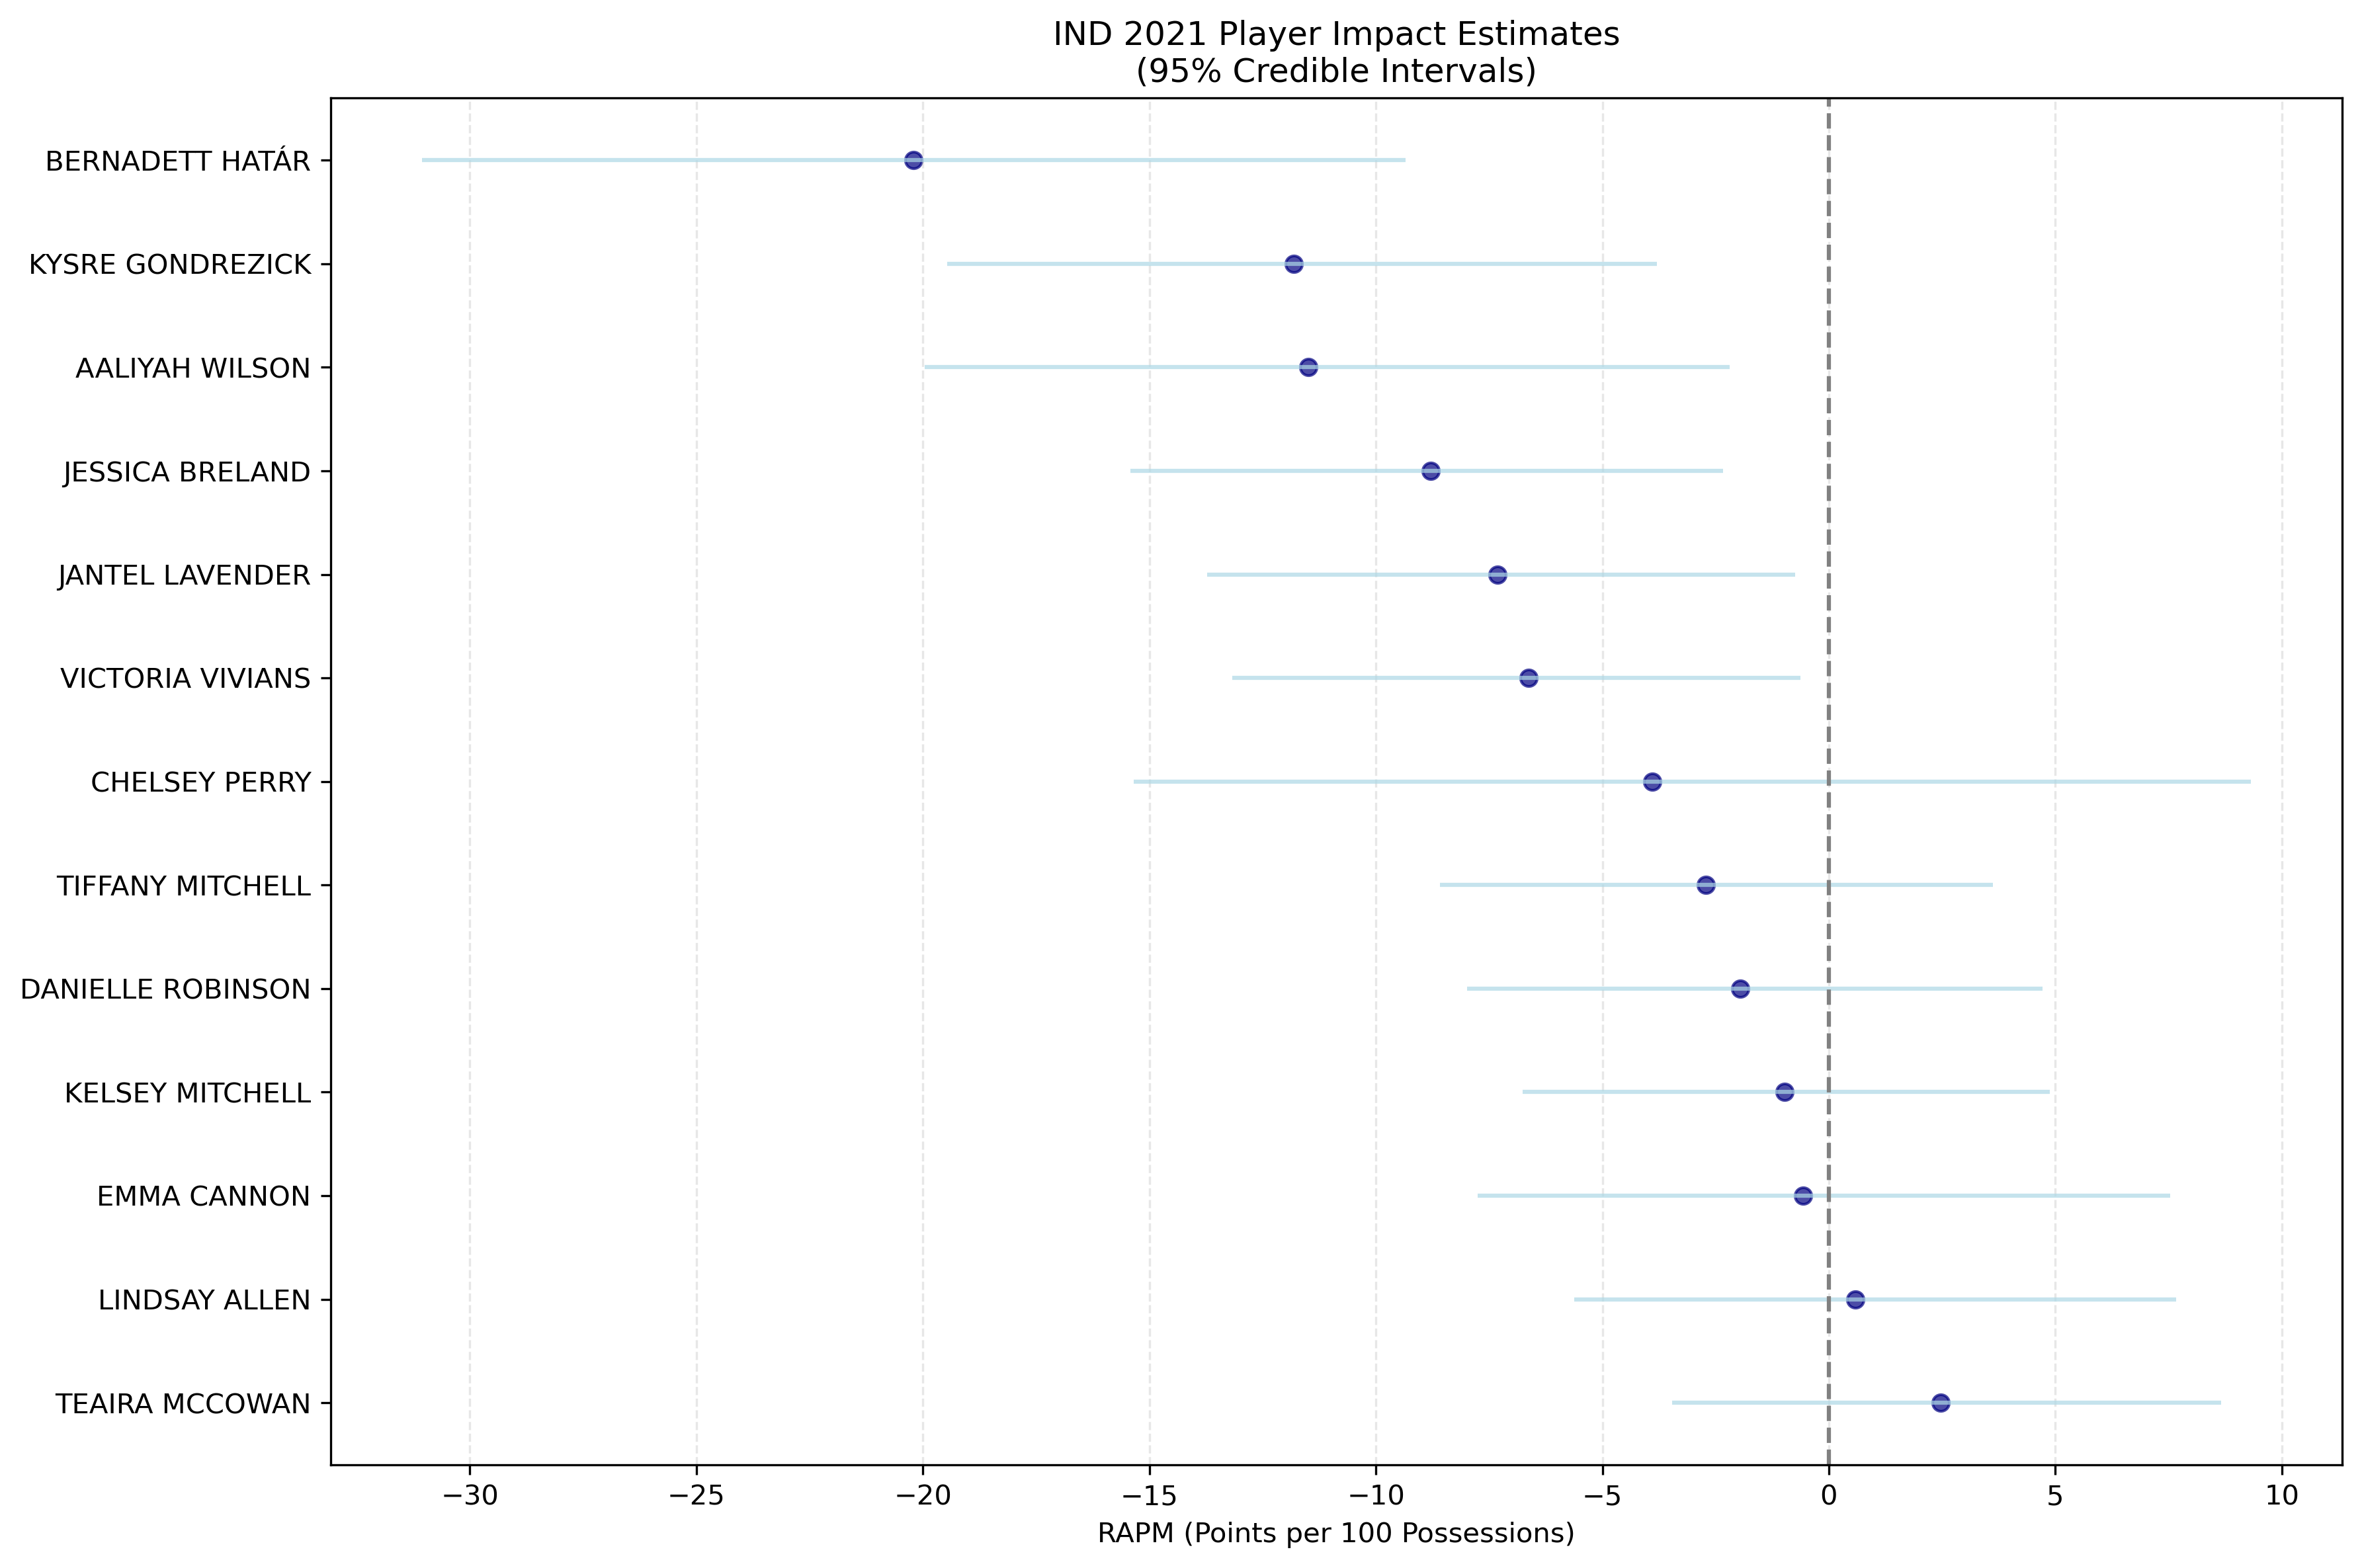 IND 2021 Player Impact Estimates
(95% Credible Intervals)
BERNADETT HATÁR
KYSRE GONDREZICK
AALIYAH WILSON
JESSICA BRELAND
JANTEL LAVENDER
VICTORIA VIVIANS
CHELSEY PERRY
TIFFANY MITCHELL
DANIELLE ROBINSON
KELSEY MITCHELL
EMMA CANNON
LINDSAY ALLEN
TEAIRA MCCOWAN
−30 −25 −20 −15 −10 −5 0 5 10
RAPM (Points per 100 Possessions)